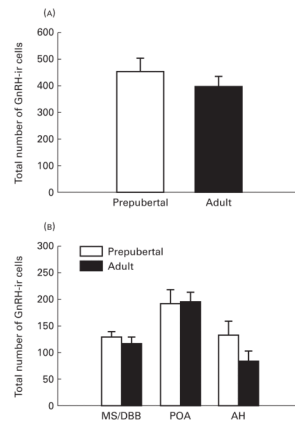 (A)
Total number of GnRH-ir cells
600
500
400
300
200
100
0
Prepubertal Adult
(B)
Total number of GnRH-ir cells
300
250
200
150
100
50
0
Prepubertal
Adult
MS/DBB POA AH